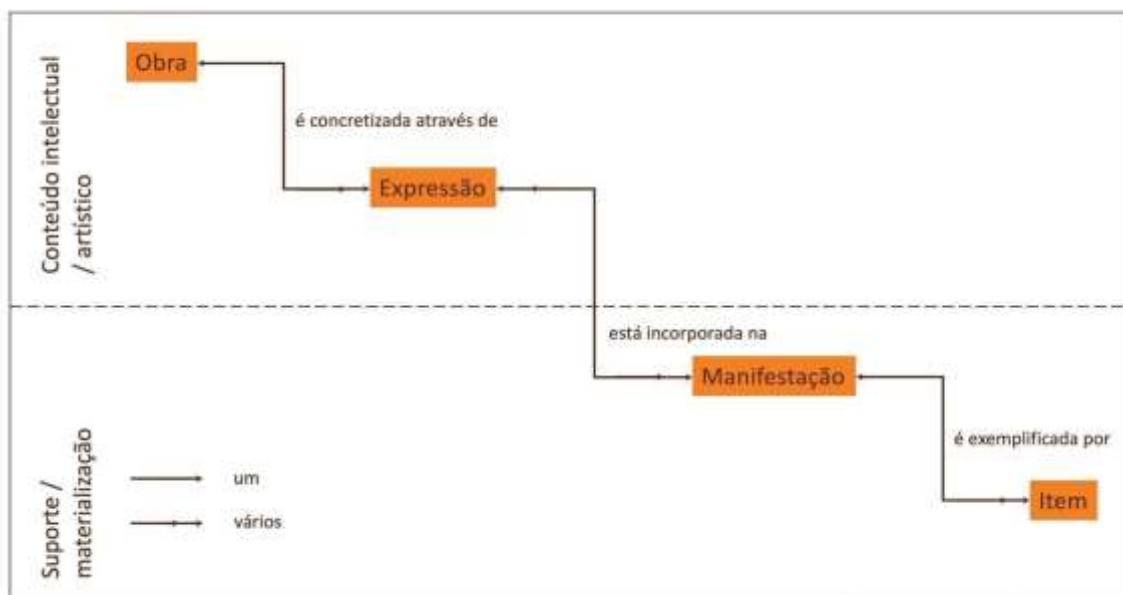 Obra
é concretizada através de
Expressão
Conteúdo intelectual
/ artístico
está incorporada na
Manifestação
é exemplificada por
Item
um
vários
Suporte /
materialização